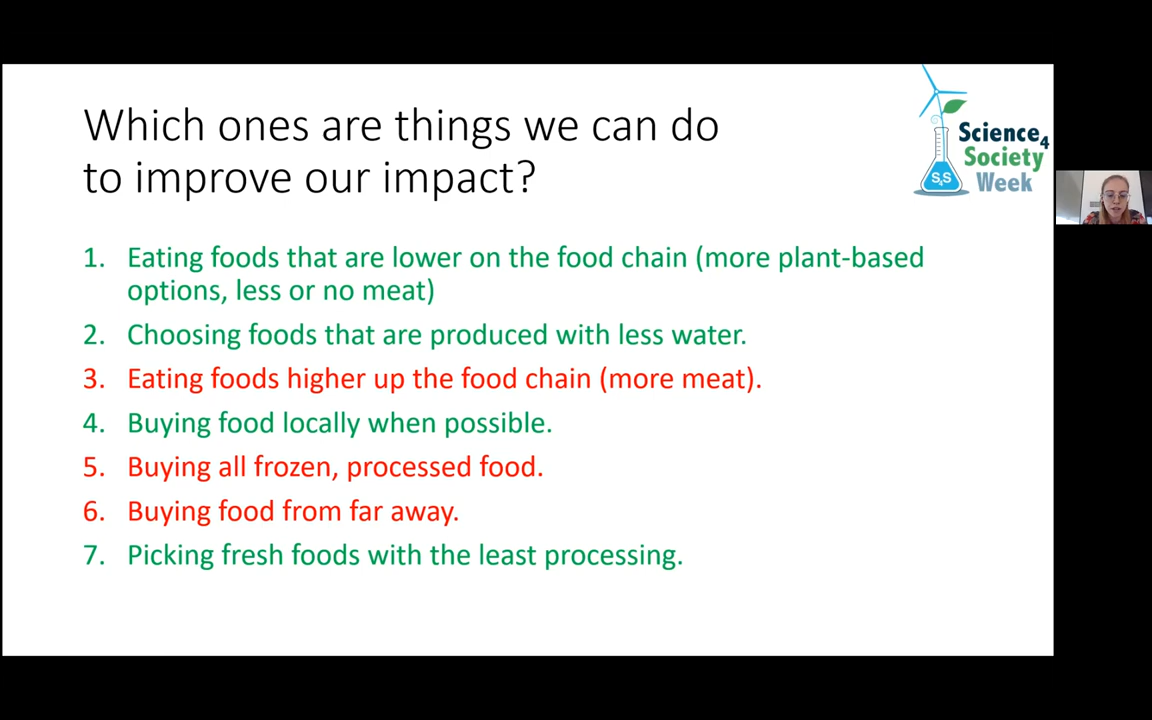 Which ones are things we can do
to improve our impact?
Science4
Society
Week
S4S
1. Eating foods that are lower on the food chain (more plant-based
options, less or no meat)
2. Choosing foods that are produced with less water.
3. Eating foods higher up the food chain (more meat).
4. Buying food locally when possible.
5. Buying all frozen, processed food.
6. Buying food from far away.
7. Picking fresh foods with the least processing.